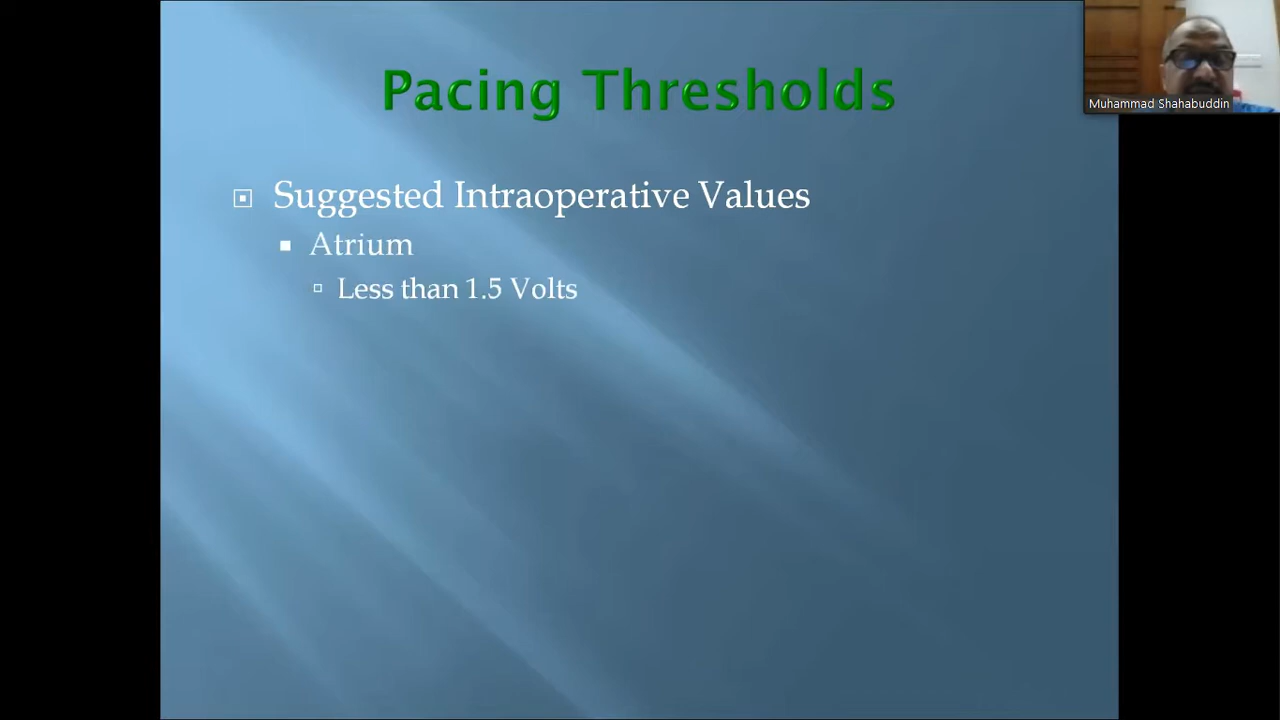 Pacing Thresholds
Muhammad Shahabuddin
Suggested Intraoperative Values
Atrium
Less than 1.5 Volts